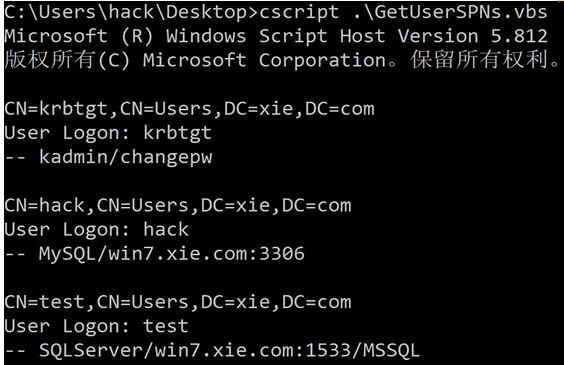 C:\Users\hack\Desktop>cscript .\GetUserSPNs.vbs
Microsoft (R) Windows Script Host Version 5.812
版权所有(C) Microsoft Corporation。保留所有权利。
CN=krbtgt,CN=Users,DC=xie,DC=com
User Logon: krbtgt
-- kadmin/changepw
CN=hack,CN=Users,DC=xie,DC=com
User Logon: hack
-- MySQL/win7.xie.com:3306
CN=test,CN=Users,DC=xie,DC=com
User Logon: test
-- SQLServer/win7.xie.com:1533/MSSQL